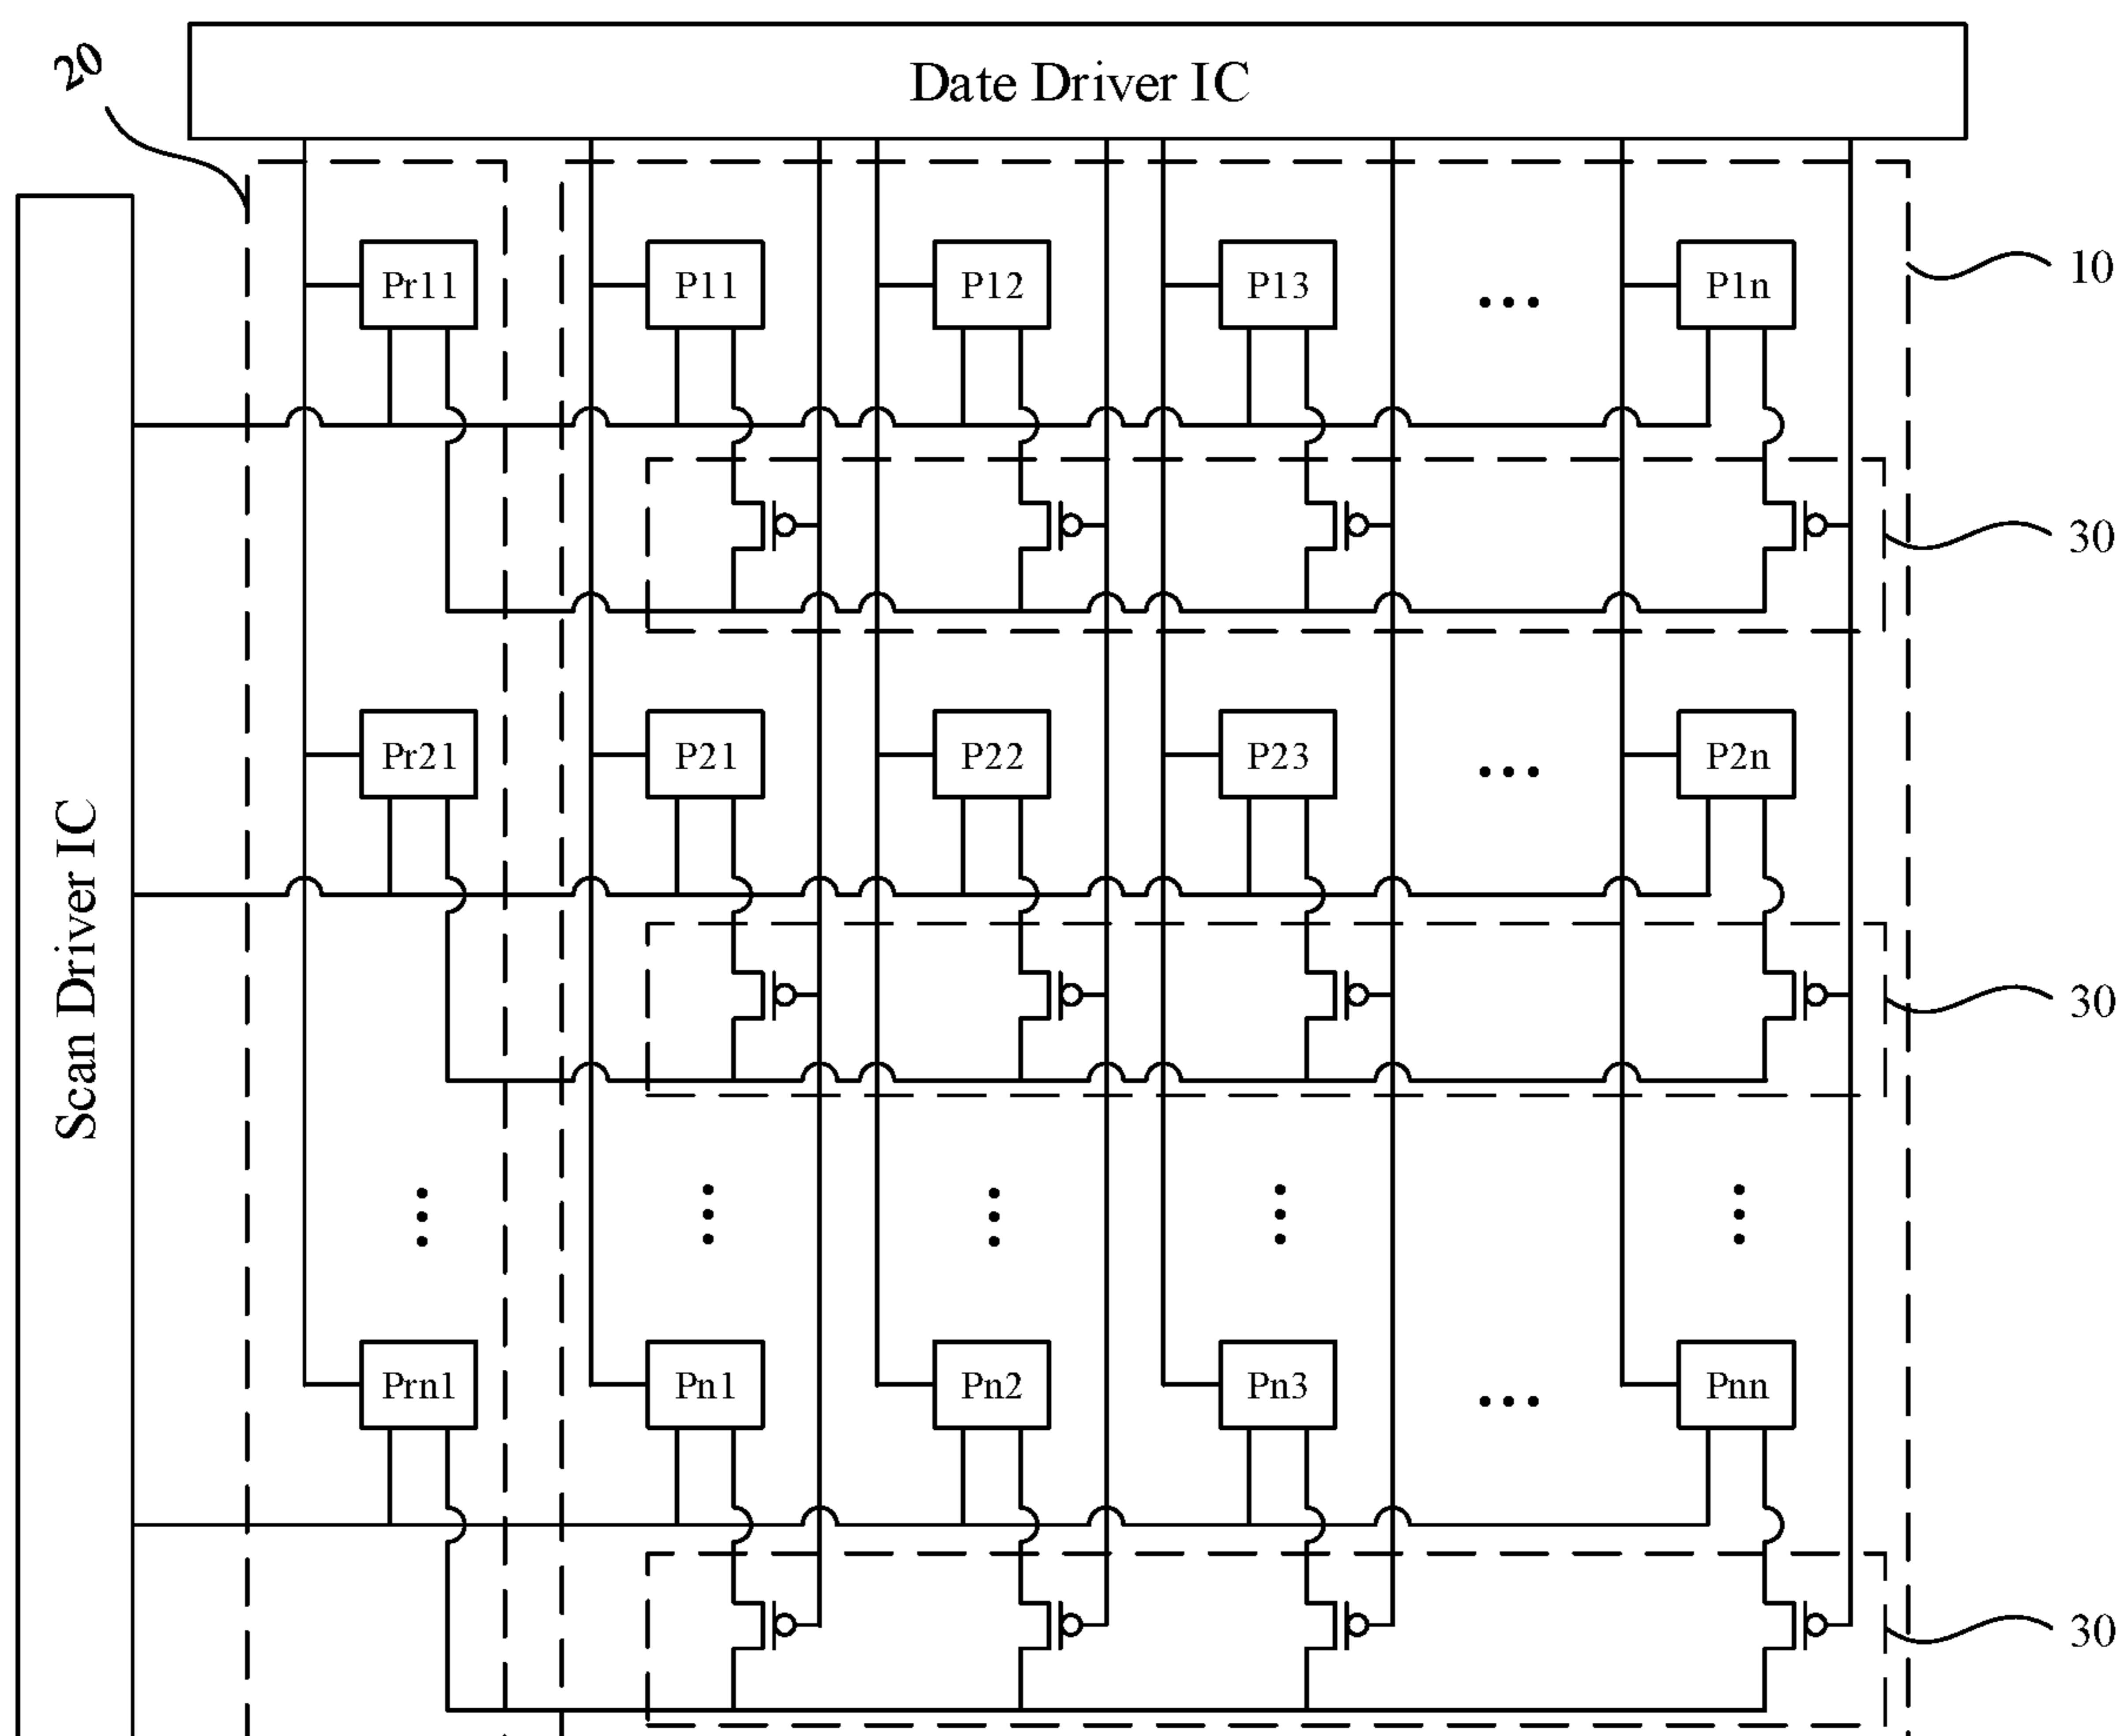 20
Date Driver IC
Scan Driver IC
Pr11 P11 P12 P13 ... P1n
10
30
Pr21 P21 P22 P23 ... P2n
30
Prn1 Pn1 Pn2 Pn3 ... Pnn
30